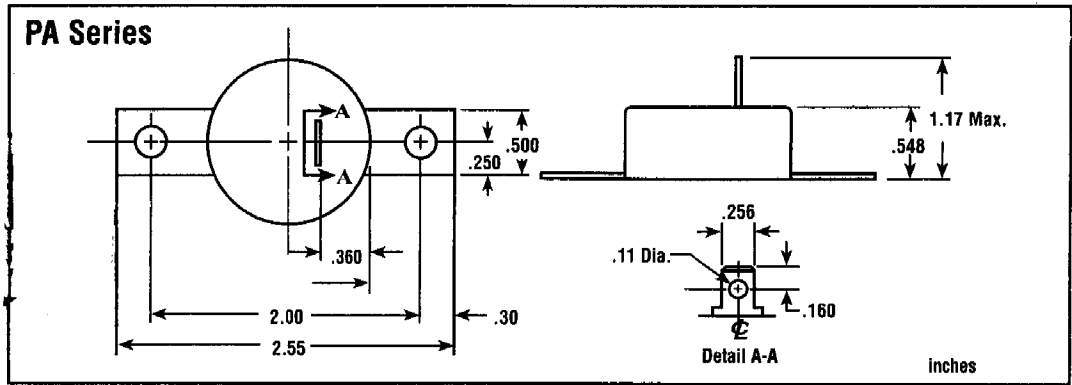 PA Series
A
A
.500
.250
.360
2.00
.30
2.55
1.17 Max.
.548
.256
.11 Dia.
.160
℄
Detail A-A
inches